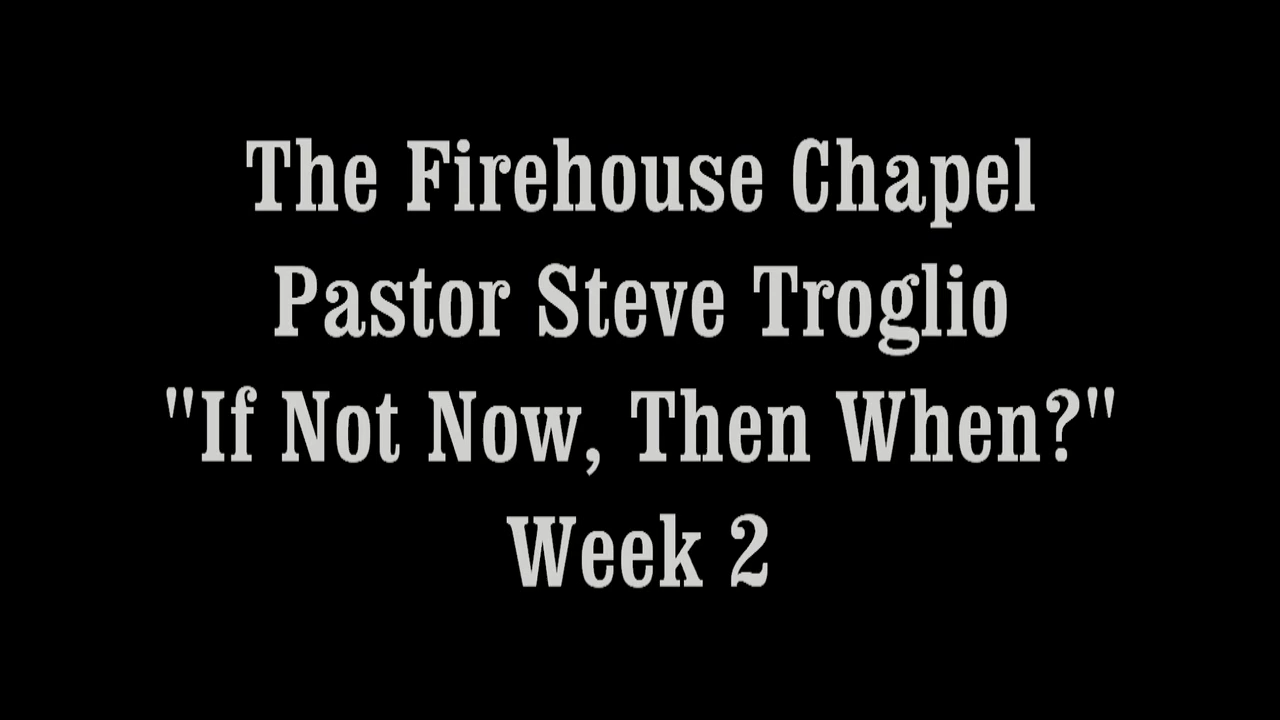 The Firehouse Chapel
Pastor Steve Troglio
"If Not Now, Then When?"
Week 2